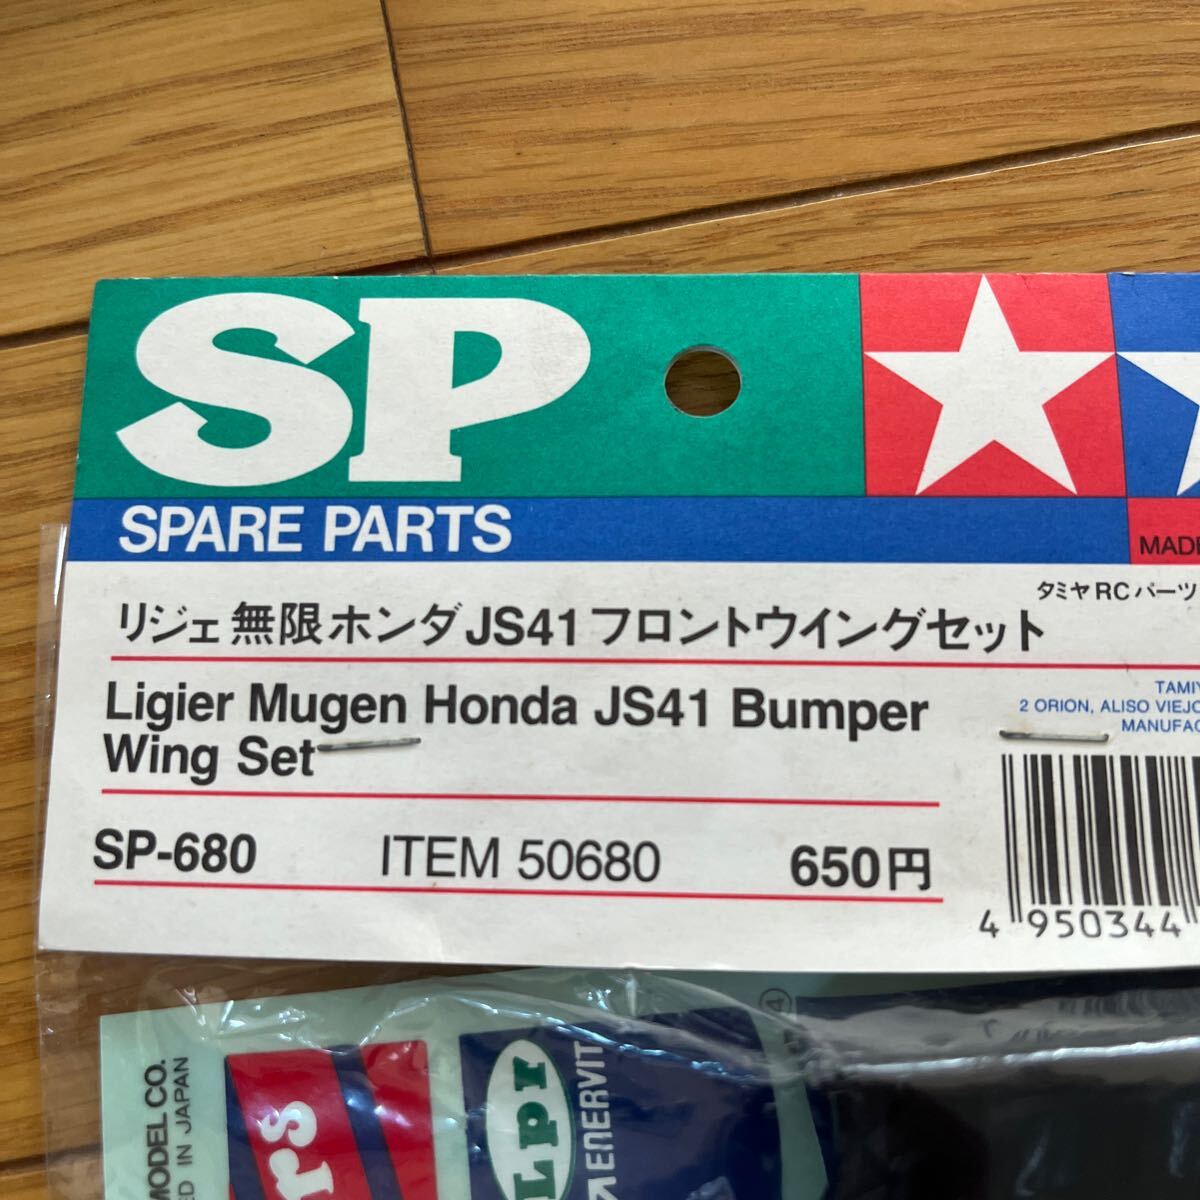 SP
SPARE PARTS
MADE
タミヤRCパーツ
リジェ無限ホンダJS41フロントウイングセット
Ligier Mugen Honda JS41 Bumper
Wing Set
TAMIY
2 ORION, ALISO VIEJO
MANUFAC
SP-680 ITEM 50680 650円
4 950344
MODEL CO.
IN JAPAN
rs
Lpr
ENERVIT